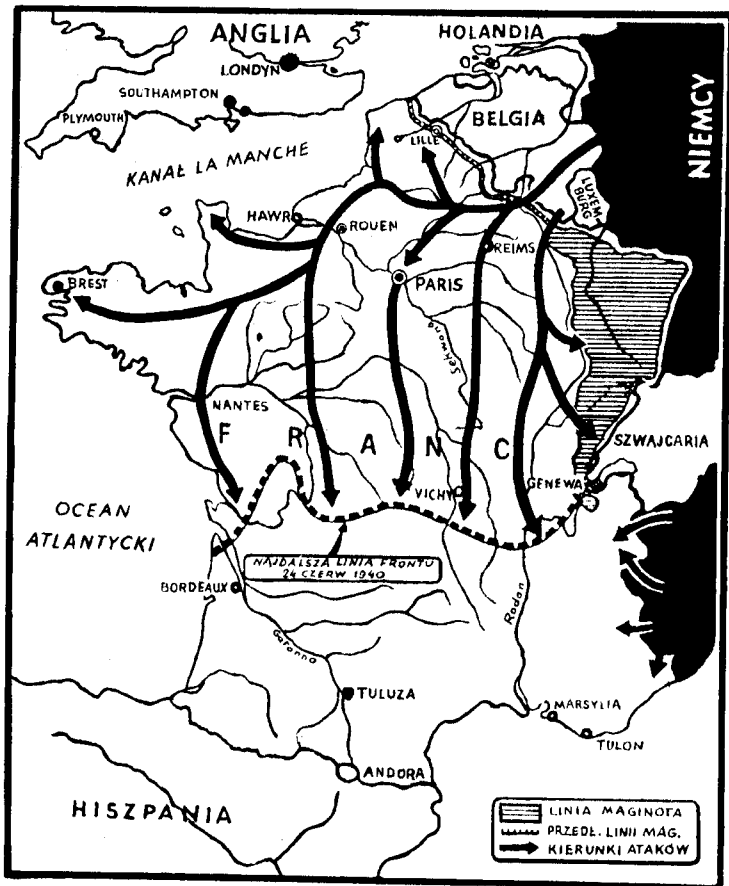 ANGLIA
HOLANDIA
LONDYN
SOUTHAMPTON
PLYMOUTH
BELGIA
NIEMCY
LILLE
KANAŁ LA MANCHE
LUXEM
BURG
HAWR
ROUEN
REIMS
BREST
PARIS
Sekwana
NANTES
F R A N C
SZWAJCARIA
VICHY
GENEWA
OCEAN
ATLANTYCKI
NAJDALSZA LINIA FRONTU
24 CZERW 1940
BORDEAUX
Rodan
Garonna
TULUZA
MARSYLIA
TULON
ANDORA
HISZPANIA
LINIA MAGINOTA
PRZEDŁ. LINII MAG.
KIERUNKI ATAKÓW